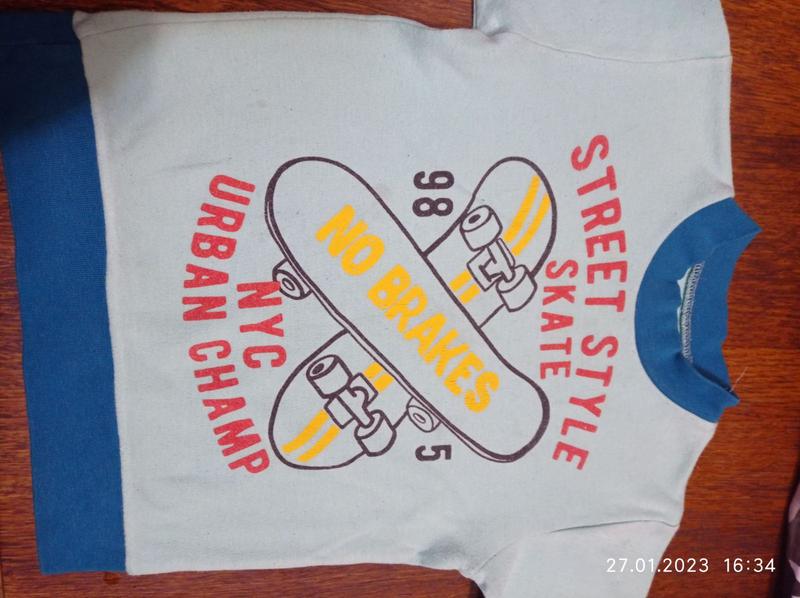 STREET STYLE
SKATE
98
NO BRAKES
5
NYC
URBAN CHAMP
27.01.2023 16:34